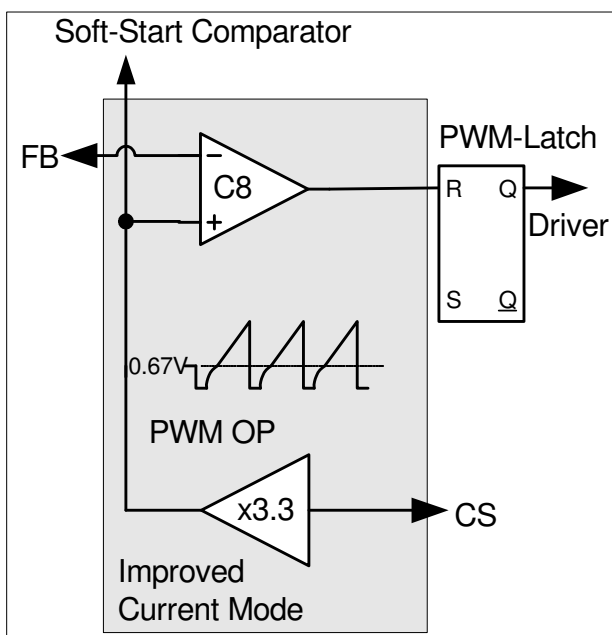 Soft-Start Comparator
FB
PWM-Latch
C8
R Q
Driver
S Q
0.67V
PWM OP
x3.3
CS
Improved
Current Mode